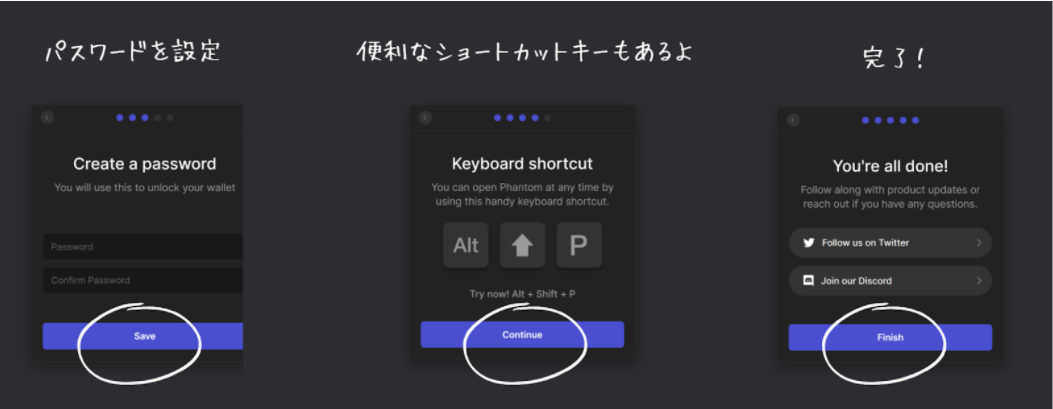 パスワードを設定
Create a password
You will use this to unlock your wallet
Password
Confirm Password
Save
便利なショートカットキーもあるよ
Keyboard shortcut
You can open Phantom at any time by
using this handy keyboard shortcut.
Alt P
Try now! Alt + Shift + P
Continue
完了!
You're all done!
Follow along with product updates or
reach out if you have any questions.
Follow us on Twitter
Join our Discord
Finish